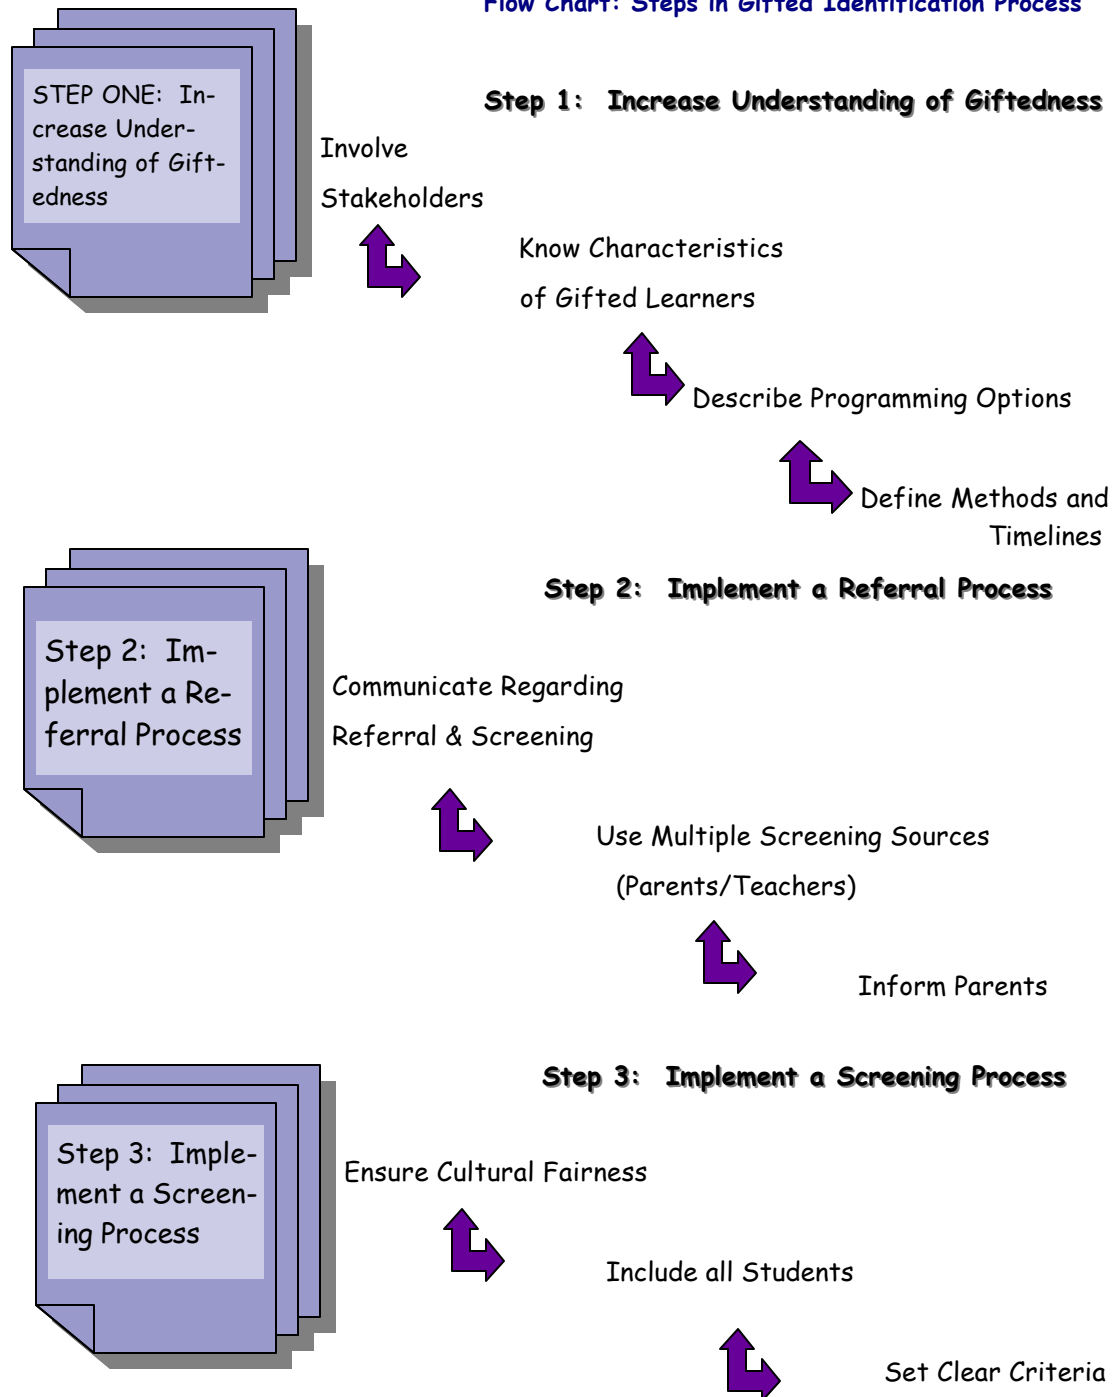 Flow Chart: Steps in Gifted Identification Process
Step 1: Increase Understanding of Giftedness
STEP ONE: In-
crease Under-
standing of Gift-
edness
Involve
Stakeholders
Know Characteristics
of Gifted Learners
Describe Programming Options
Define Methods and
Timelines
Step 2: Implement a Referral Process
Step 2: Im-
plement a Re-
ferral Process
Communicate Regarding
Referral & Screening
Use Multiple Screening Sources
(Parents/Teachers)
Inform Parents
Step 3: Implement a Screening Process
Step 3: Imple-
ment a Screen-
ing Process
Ensure Cultural Fairness
Include all Students
Set Clear Criteria